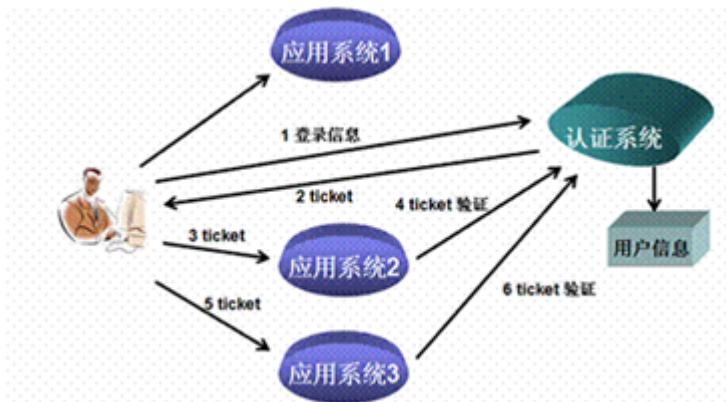 应用系统1
1 登录信息
认证系统
2 ticket
4 ticket 验证
3 ticket
应用系统2
用户信息
5 ticket
6 ticket 验证
应用系统3